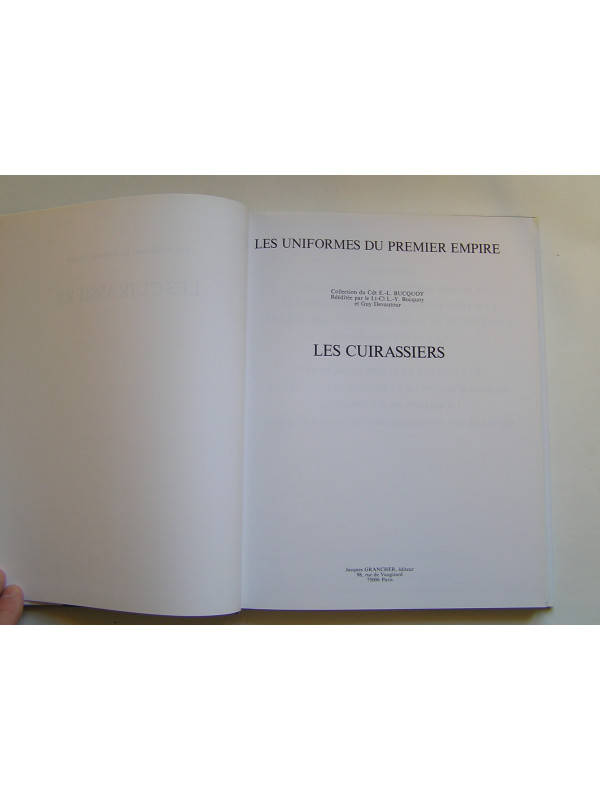 LES UNIFORMES DU PREMIER EMPIRE
Collection du Cdt E.-L. BUCQUOY
Rééditée par le Lt-Cl L.-Y. Bucquoy
et Guy Devautour
LES CUIRASSIERS
Jacques GRANCHER, éditeur
98, rue de Vaugirard
75006 Paris